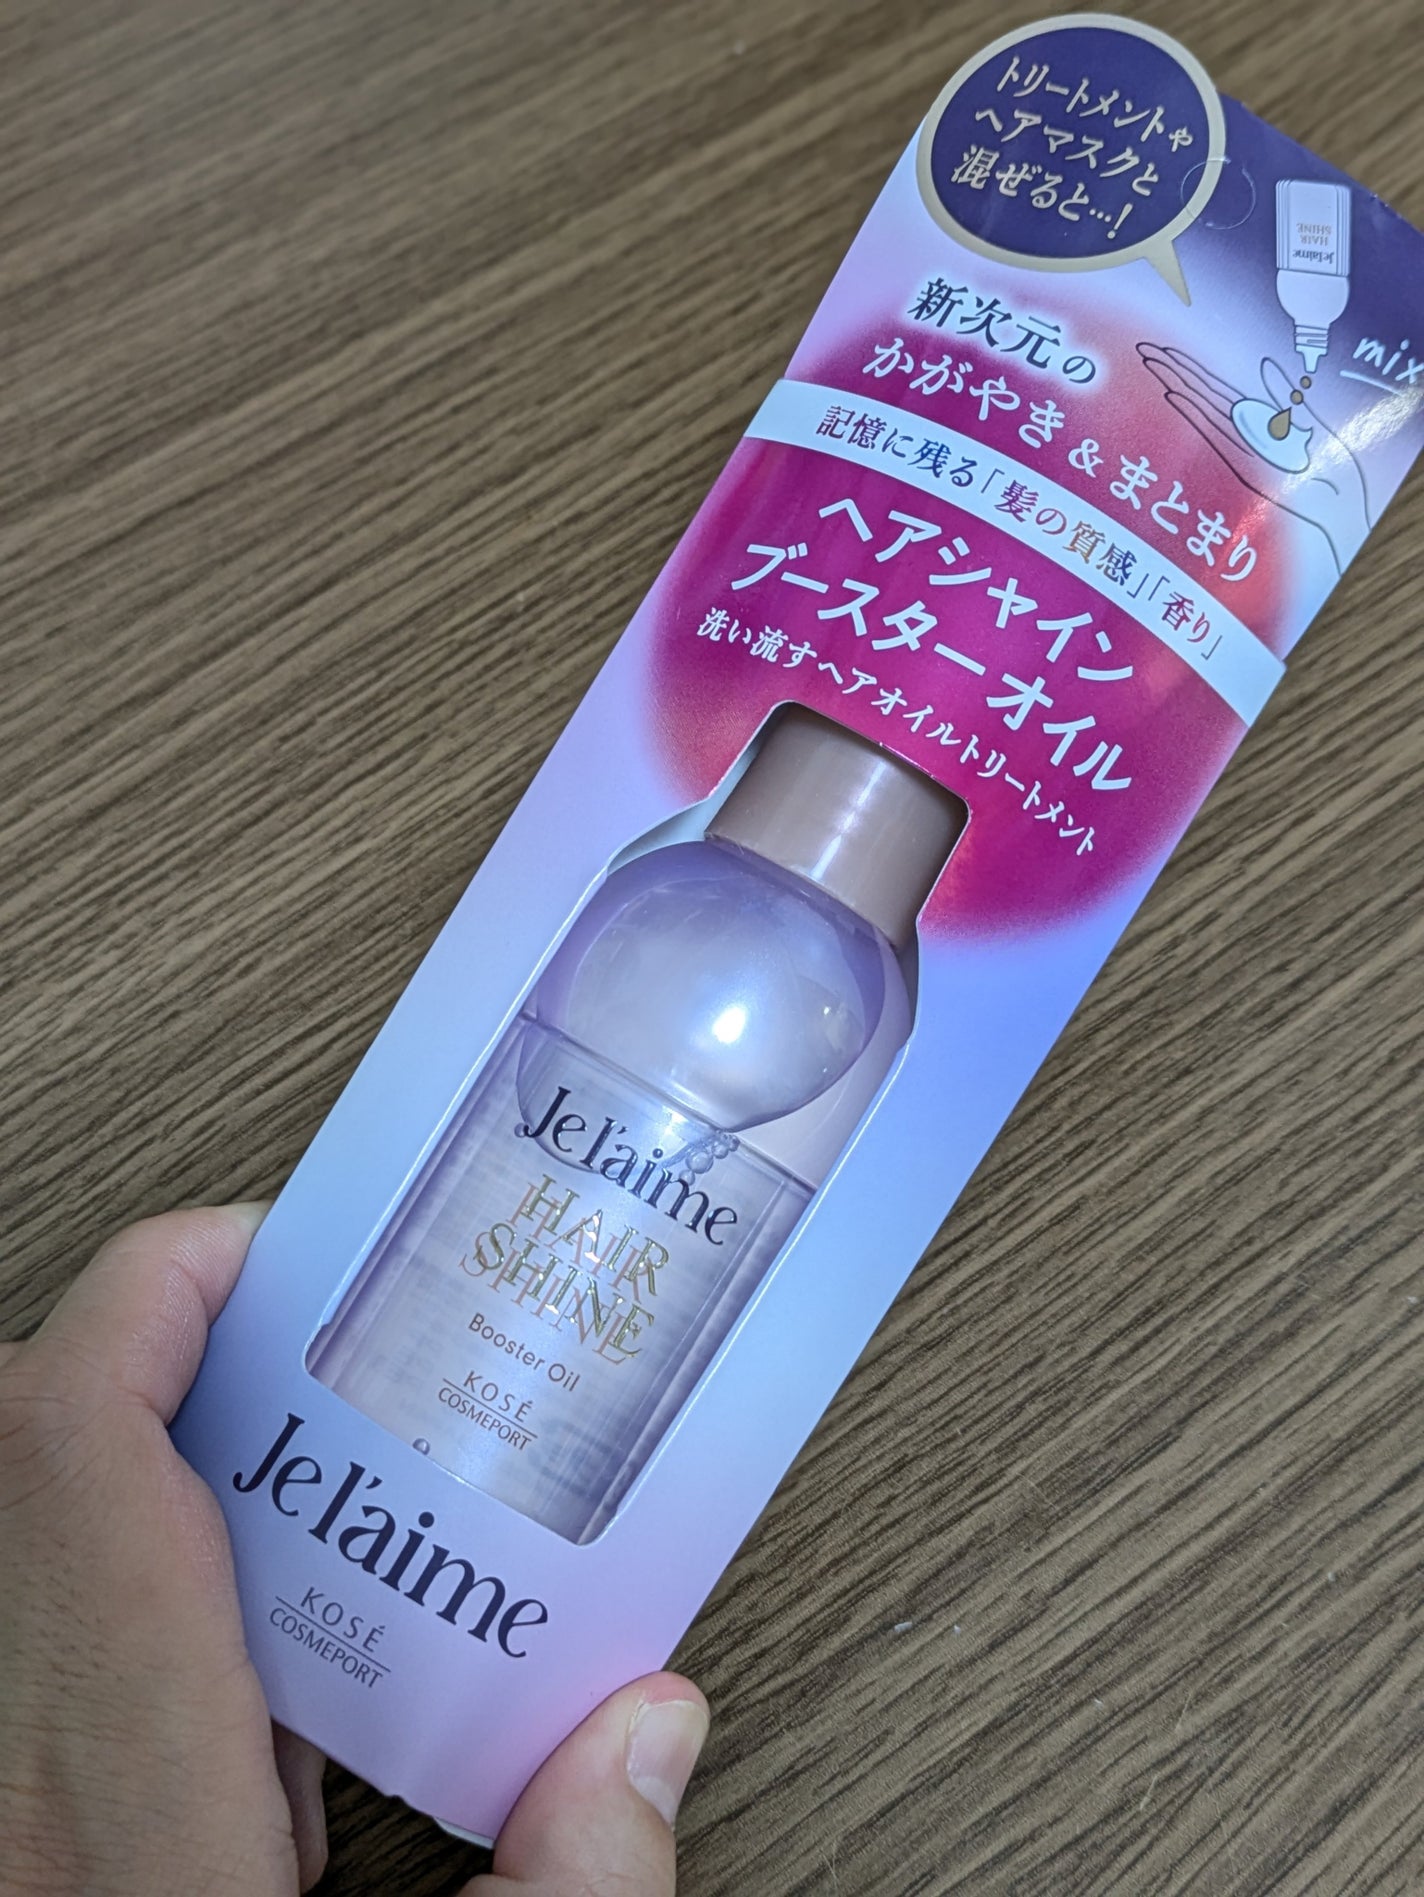 トリートメントや
ヘアマスクと
混ぜると…!
Je l'aime
HAIR
SHINE
mix
新次元の
かがやき&まとまり
記憶に残る「髪の質感」「香り」
ヘアシャイン
ブースターオイル
洗い流すヘアオイルトリートメント
Je l'aime
HAIR
SHINE
Booster Oil
KOSÉ
COSMEPORT
Je l'aime
KOSÉ
COSMEPORT